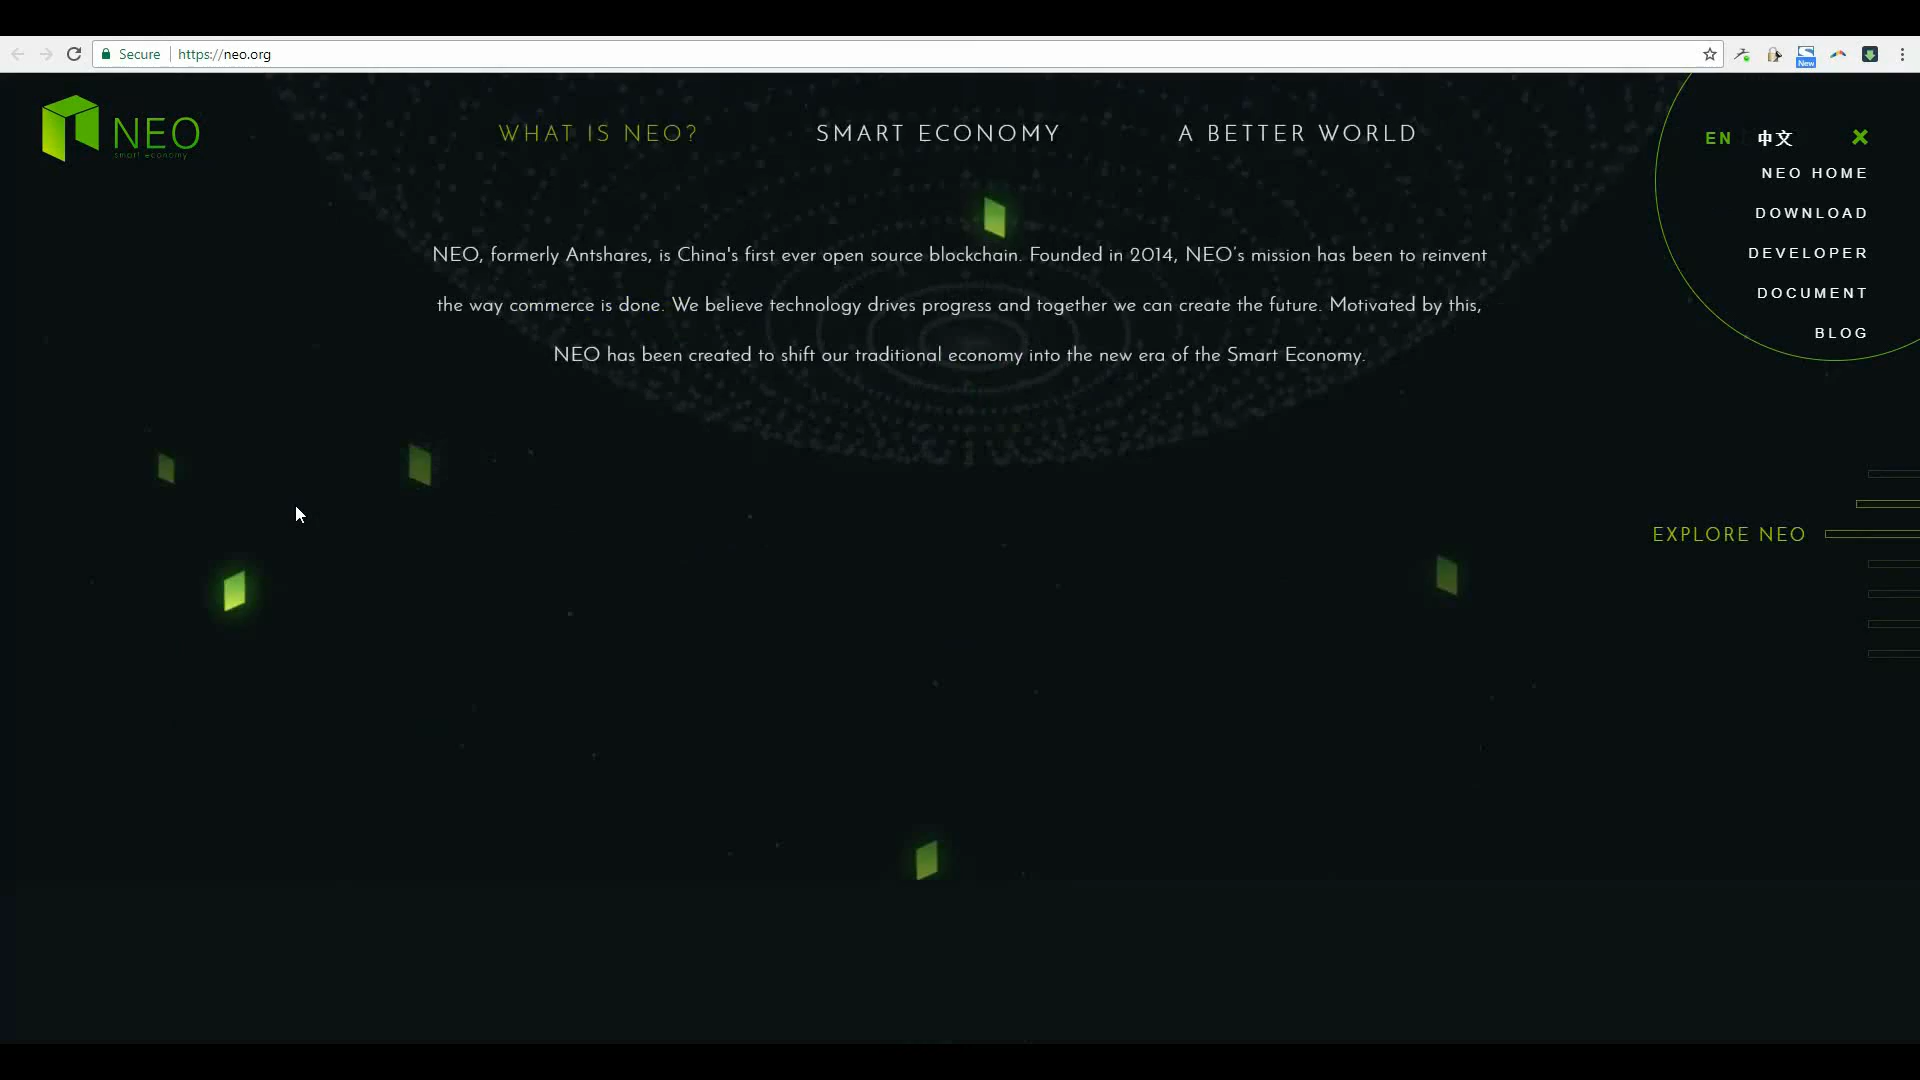 Secure
https://neo.org
New
NEO
smart economy
WHAT IS NEO?
SMART ECONOMY
A BETTER WORLD
EN 中文
NEO HOME
DOWNLOAD
DEVELOPER
DOCUMENT
BLOG
NEO, formerly Antshares, is China's first ever open source blockchain. Founded in 2014, NEO’s mission has been to reinvent
the way commerce is done. We believe technology drives progress and together we can create the future. Motivated by this,
NEO has been created to shift our traditional economy into the new era of the Smart Economy.
EXPLORE NEO